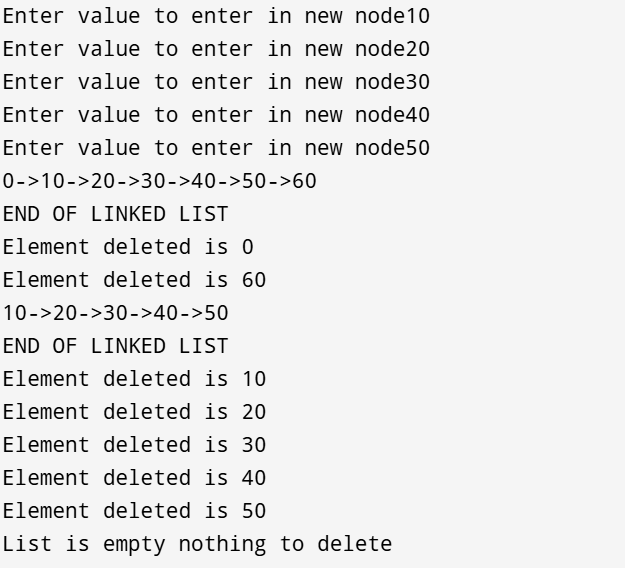 Enter value to enter in new node10
Enter value to enter in new node20
Enter value to enter in new node30
Enter value to enter in new node40
Enter value to enter in new node50
0->10->20->30->40->50->60
END OF LINKED LIST
Element deleted is 0
Element deleted is 60
10->20->30->40->50
END OF LINKED LIST
Element deleted is 10
Element deleted is 20
Element deleted is 30
Element deleted is 40
Element deleted is 50
List is empty nothing to delete